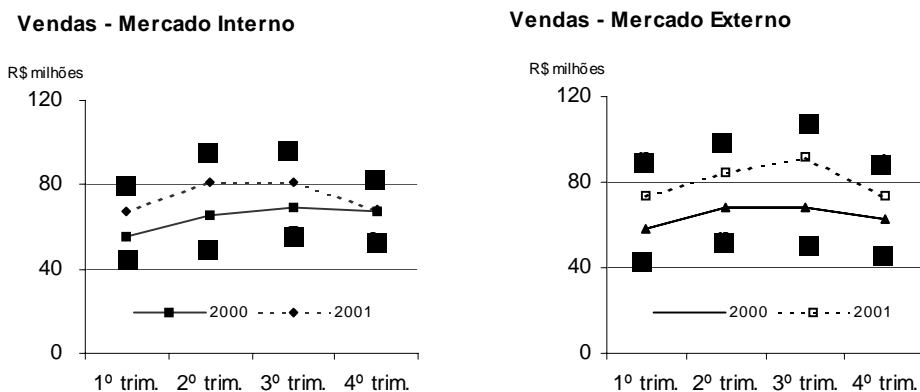 Vendas - Mercado Interno
R$ milhões
120
80
40
0
2000
2001
1º trim.
2º trim.
3º trim.
4º trim.
Vendas - Mercado Externo
R$ milhões
120
80
40
0
2000
2001
1º trim.
2º trim.
3º trim.
4º trim.